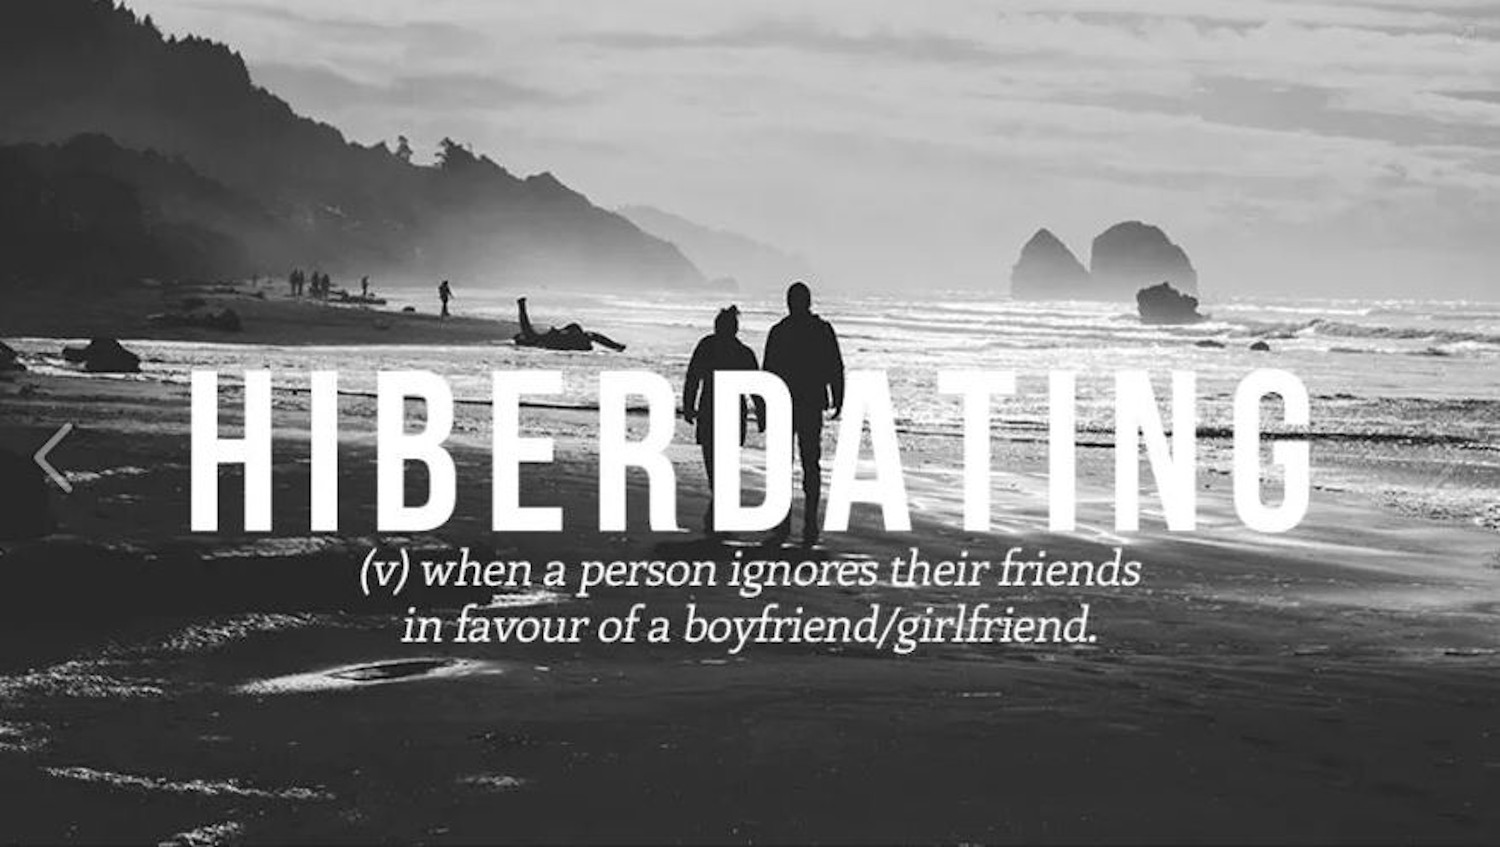 HIBERDATING
(v) when a person ignores their friends
in favour of a boyfriend/girlfriend.